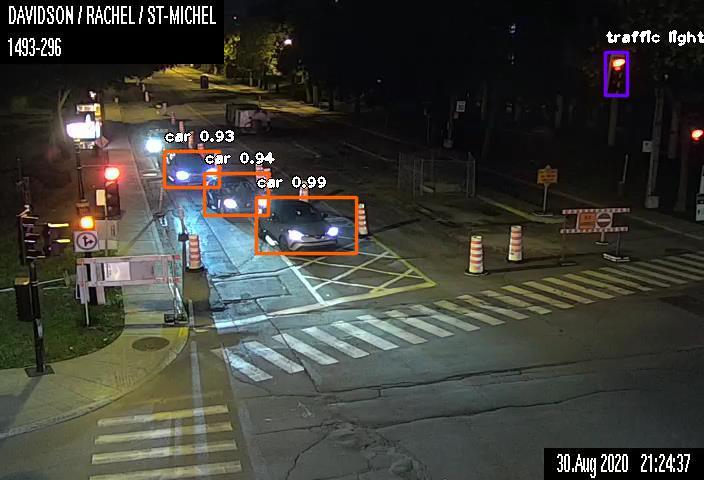 DAVIDSON / RACHEL / ST-MICHEL
1493-296
traffic light
car 0.93
car 0.94
car 0.99
30.Aug 2020 21:24:37